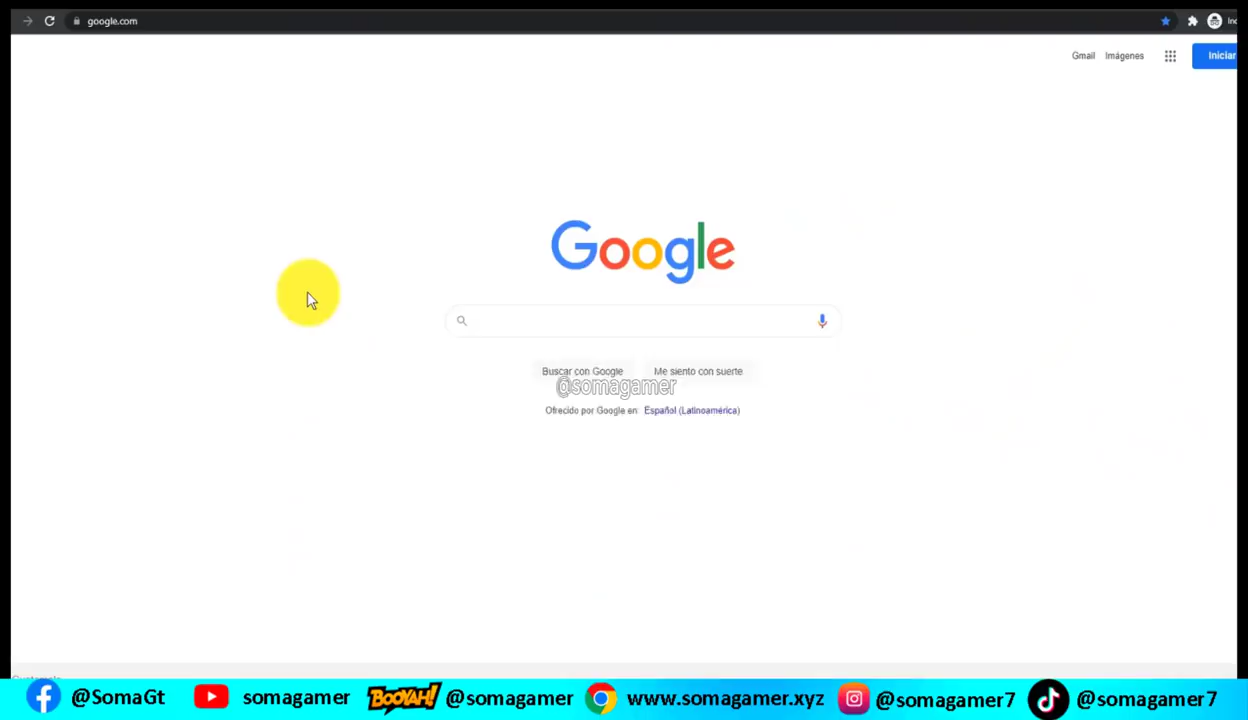 google.com
Gmail Imágenes Iniciar
Google
Buscar con Google Me siento con suerte
@somagamer
Ofrecido por Google en: Español (Latinoamérica)
@SomaGt somagamer BOOYAH! @somagamer www.somagamer.xyz @somagamer7 @somagamer7